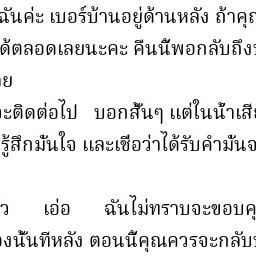 ฉันค่ะ เบอร์บ้านอยู่ด้านหลัง ถ้าคุ
ได้ตลอดเลยนะคะ คืนนี้พอกลับถึง
ย
จะติดต่อไป บอกสั้นๆ แต่ในน้ำเสี
รู้สึกมั่นใจ และเชื่อว่าได้รับคำมั่นจ
ว เอ่อ ฉันไม่ทราบจะขอบคุ
งนั้นทีหลัง ตอนนี้คุณควรจะกลับ